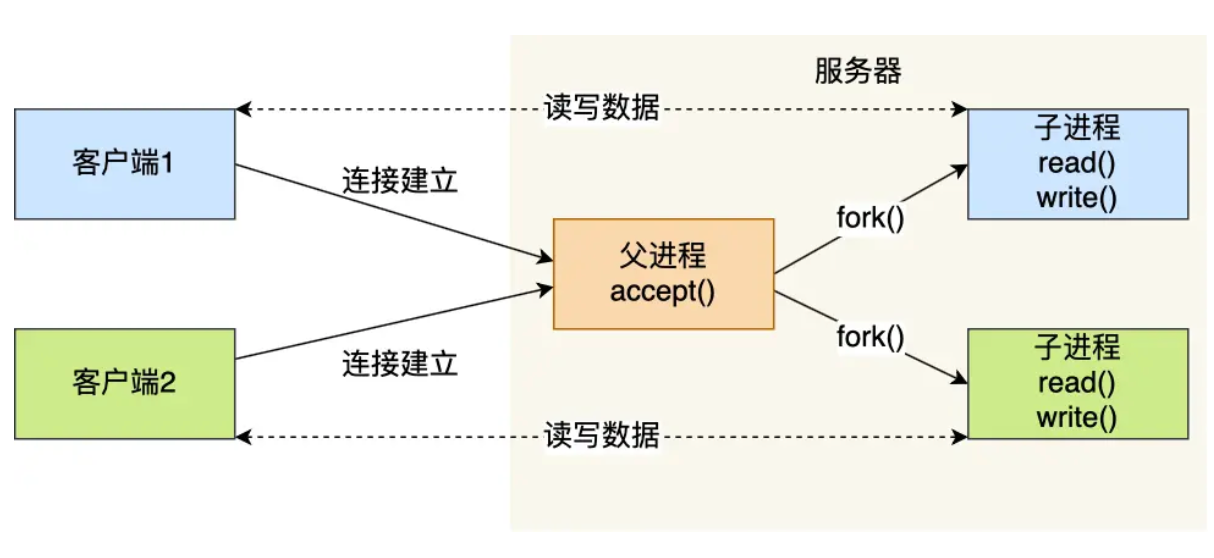 服务器
读写数据
客户端1
连接建立
子进程
read()
write()
fork()
父进程
accept()
客户端2
连接建立
fork()
子进程
read()
write()
读写数据